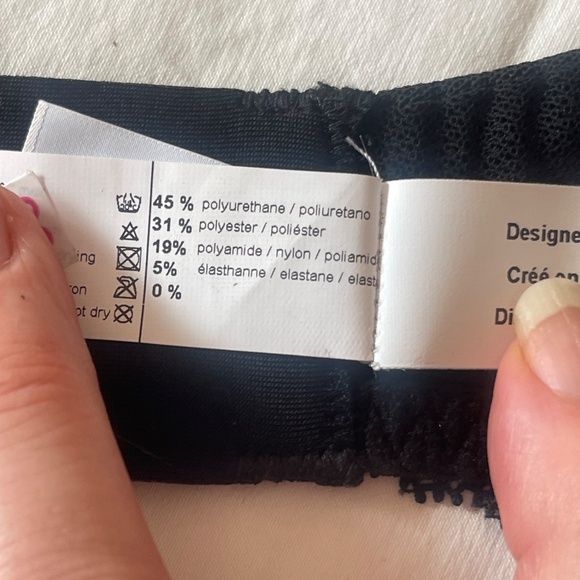 45 % polyurethane / poliuretano
31 % polyester / poliéster
19% polyamide / nylon / poliamid
5% élasthanne / elastane / elast
0 %
ing
ron
ot dry
Designe
Créé en
Di